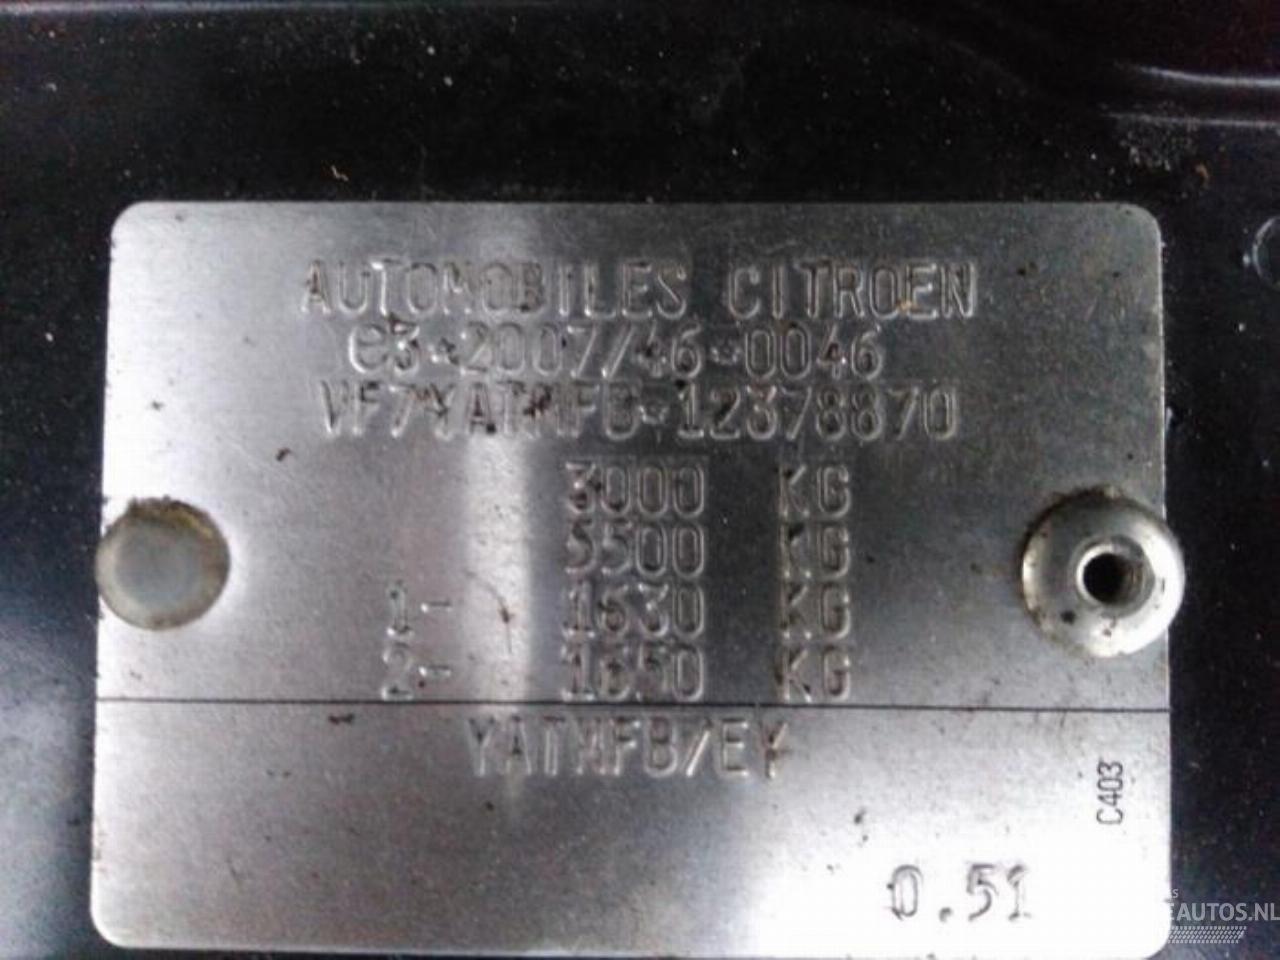 AUTOMOBILES CITROEN
e3*2007/46*0046
VF7YATMFB*12378870
3000 KG
5500 KG
1- 1630 KG
2- 1650 KG
YATMFB/EY
C403
0.51
EAUTOS.NL